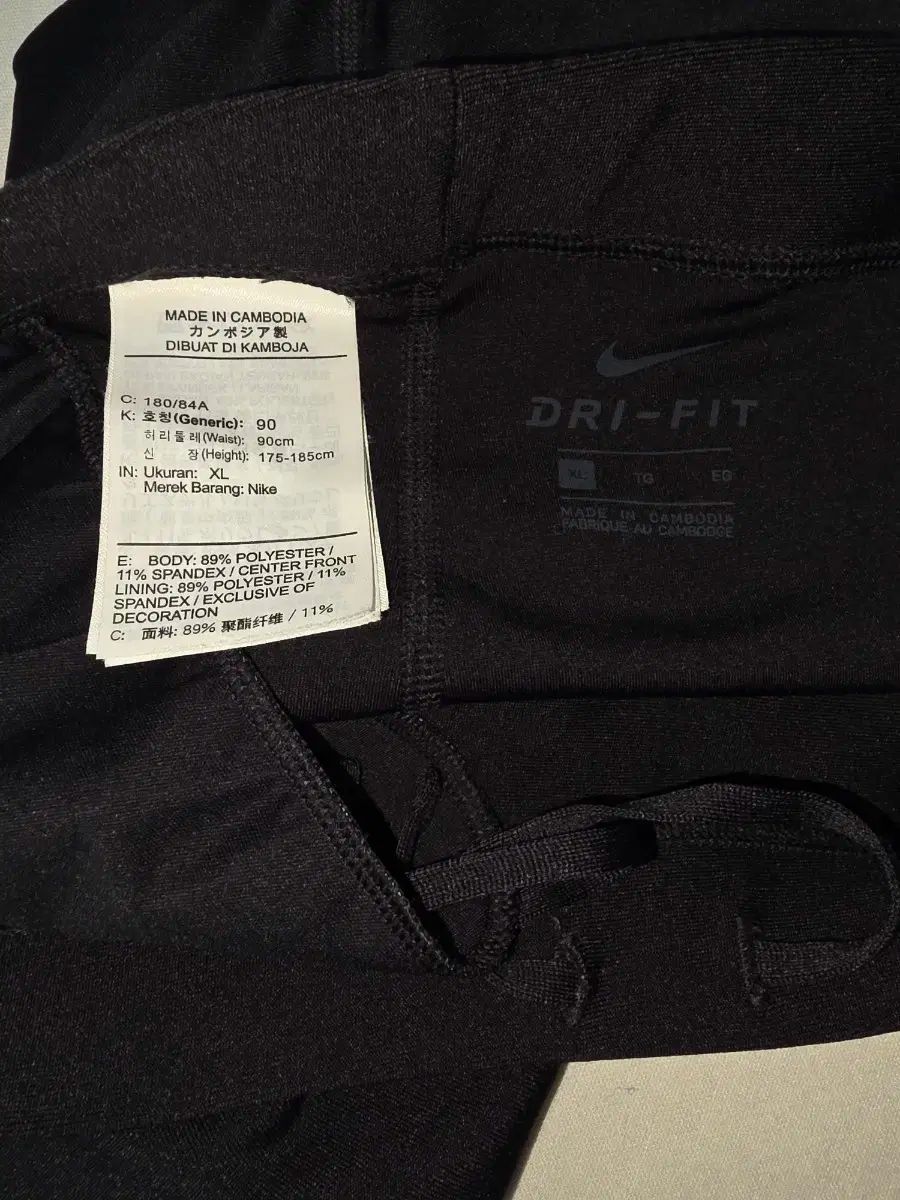 MADE IN CAMBODIA
カンボジア製
DIBUAT DI KAMBOJA
C: 180/84A
K: 호칭(Generic): 90
허리둘레(Waist): 90cm
신 장(Height): 175-185cm
IN: Ukuran: XL
Merek Barang: Nike
E: BODY: 89% POLYESTER /
11% SPANDEX / CENTER FRONT
LINING: 89% POLYESTER / 11%
SPANDEX / EXCLUSIVE OF
DECORATION
C: 面料: 89% 聚酯纤维 / 11%
DRI-FIT
XL TG EG
MADE IN CAMBODIA
FABRIQUÉ AU CAMBODGE